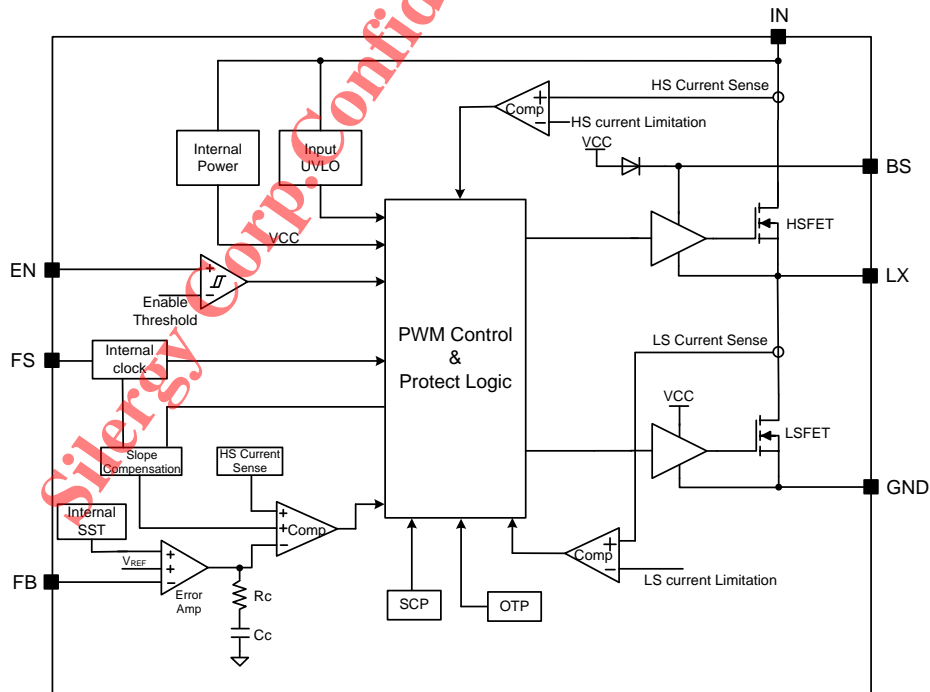 IN
HS Current Sense
Comp
+
−
HS current Limitation
Internal
Power
Input
UVLO
VCC
BS
HSFET
VCC
EN
+
−
Enable
Threshold
LX
PWM Control
&
Protect Logic
FS
Internal
clock
LS Current Sense
VCC
LSFET
Slope
Compensation
HS Current
Sense
GND
Internal
SST
+
+
−
Comp
+
−
Comp
LS current Limitation
FB
VREF
+
+
−
Error
Amp
Rc
Cc
SCP
OTP
Silergy Corp.Confid